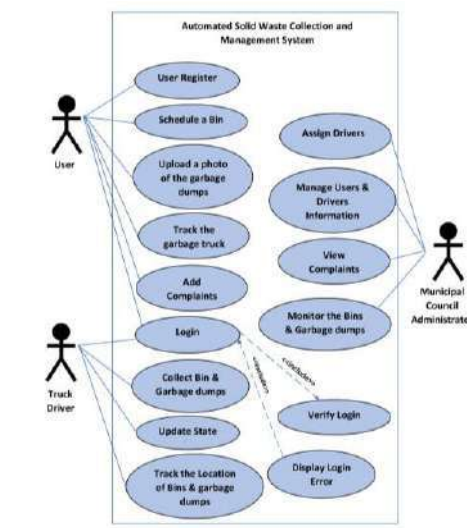 Automated Solid Waste Collection and
Management System
User Register
Schedule a Bin
Upload a photo
of the garbage
dumps
Track the
garbage truck
Add
Complaints
Login
Collect Bin &
Garbage dumps
Update State
Track the Location
of Bins & garbage
dumps
User
Truck
Driver
Assign Drivers
Manage Users &
Drivers
Information
View
Complaints
Monitor the Bins
& Garbage dumps
<<include>>
Verify Login
Display Login
Error
Municipal
Council